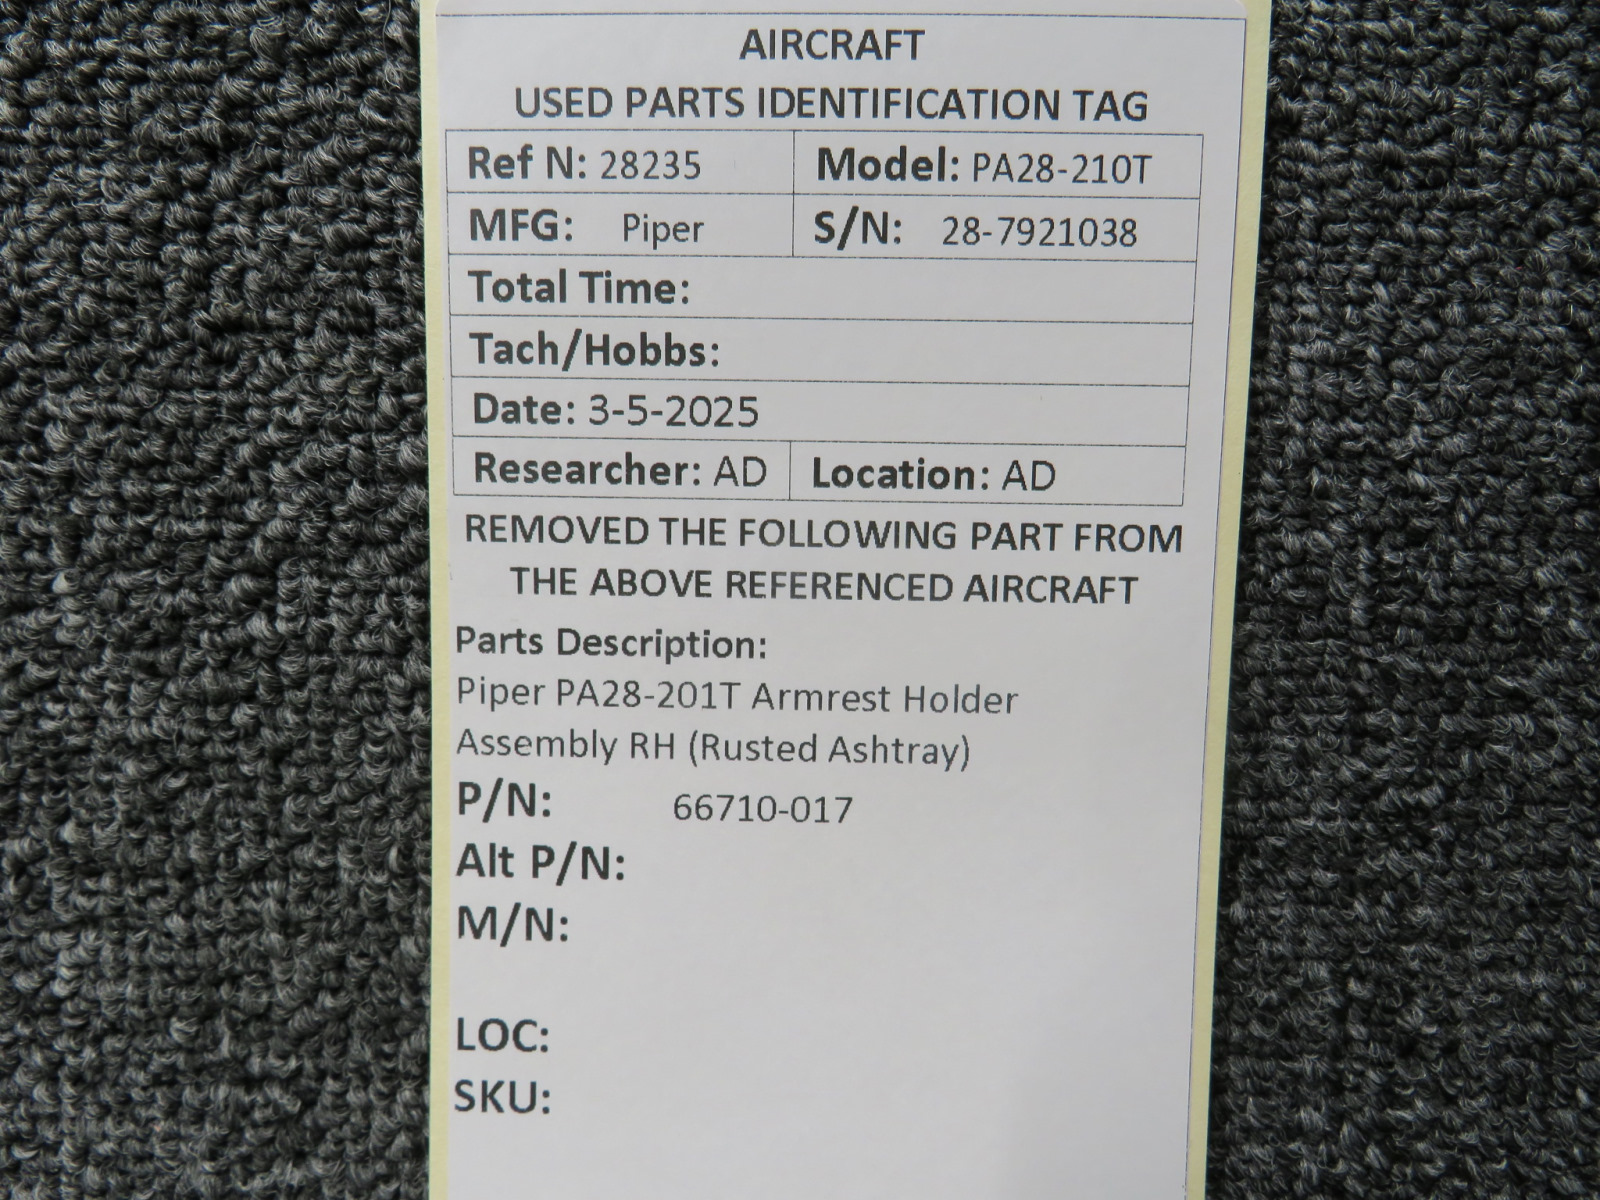 AIRCRAFT
USED PARTS IDENTIFICATION TAG
Ref N: 28235 Model: PA28-210T
MFG: Piper S/N: 28-7921038
Total Time:
Tach/Hobbs:
Date: 3-5-2025
Researcher: AD Location: AD
REMOVED THE FOLLOWING PART FROM
THE ABOVE REFERENCED AIRCRAFT
Parts Description:
Piper PA28-201T Armrest Holder
Assembly RH (Rusted Ashtray)
P/N: 66710-017
Alt P/N:
M/N:
LOC:
SKU: